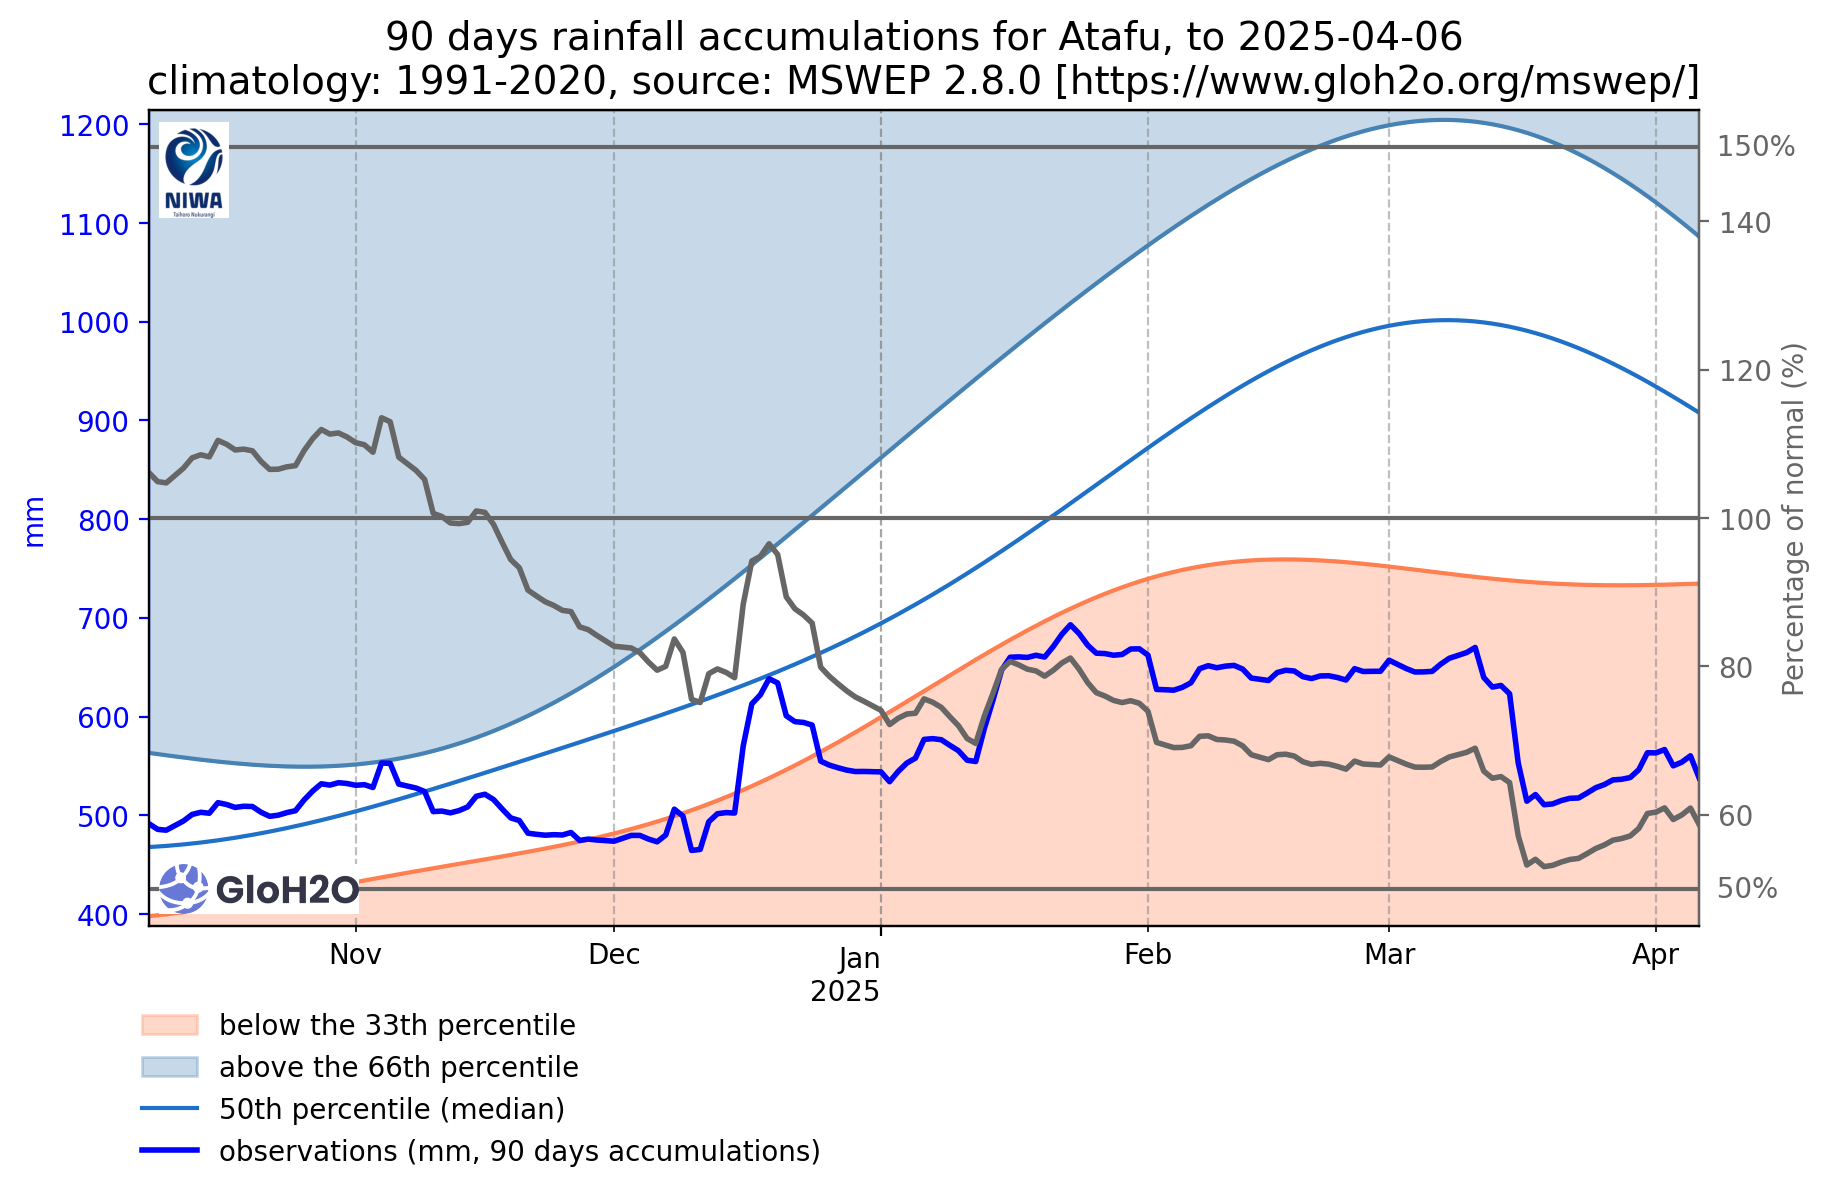 90 days rainfall accumulations for Atafu, to 2025-04-06
climatology: 1991-2020, source: MSWEP 2.8.0 [https://www.gloh2o.org/mswep/]
1200
1100
1000
900
800
700
600
500
400
mm
NIWA
Taihoro Nukurangi
GloH2O
150%
140
120
100
80
60
50%
Percentage of normal (%)
Nov
Dec
Jan
2025
Feb
Mar
Apr
below the 33th percentile
above the 66th percentile
50th percentile (median)
observations (mm, 90 days accumulations)